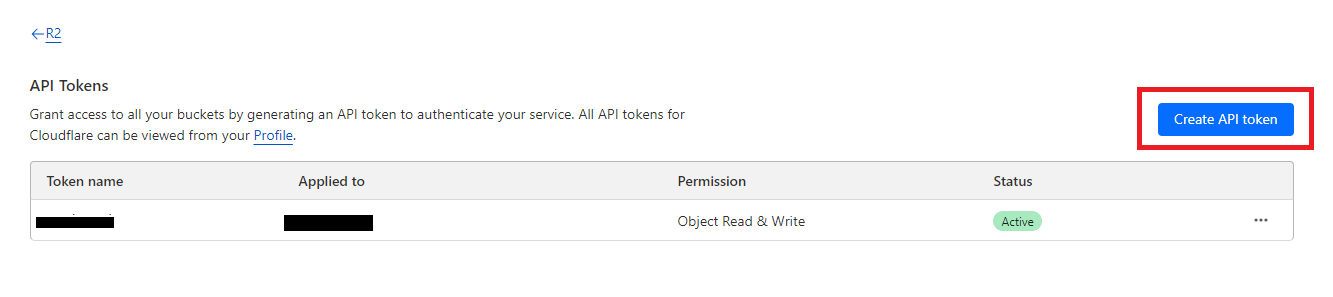 ←R2
API Tokens
Grant access to all your buckets by generating an API token to authenticate your service. All API tokens for
Cloudflare can be viewed from your Profile.
Create API token
Token name Applied to Permission Status
Object Read & Write Active ...